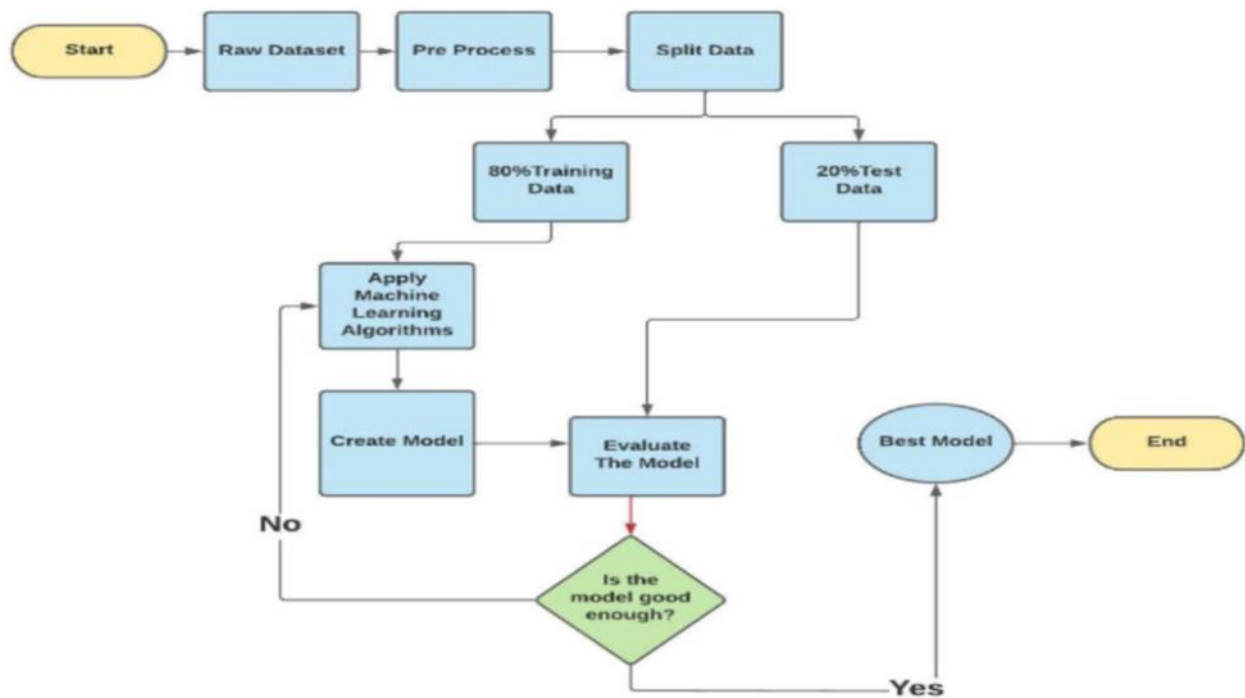 Start
Raw Dataset
Pre Process
Split Data
80%Training
Data
20%Test
Data
Apply
Machine
Learning
Algorithms
Create Model
Evaluate
The Model
Best Model
End
No
Is the
model good
enough?
Yes